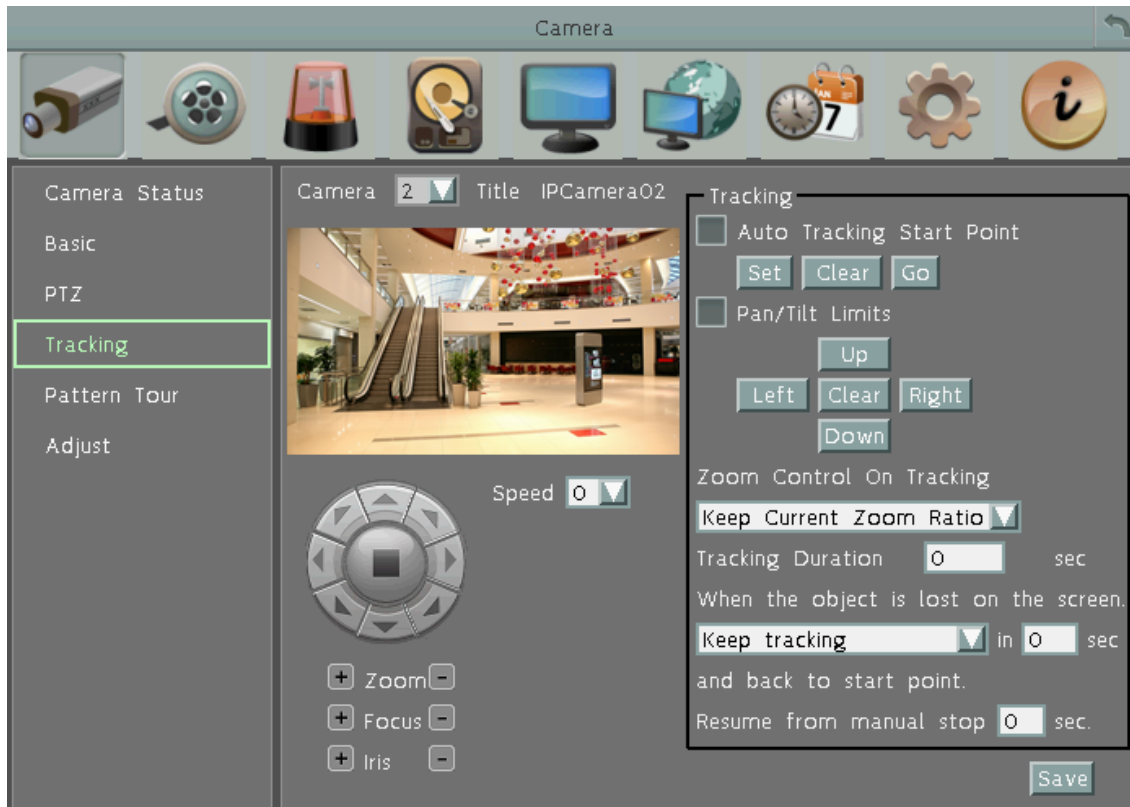 Camera
JAN
7
i
Camera Status
Basic
PTZ
Tracking
Pattern Tour
Adjust
Camera 2 Title IPCamera02
Speed 0
+ Zoom -
+ Focus -
+ Iris -
Tracking
Auto Tracking Start Point
Set Clear Go
Pan/Tilt Limits
Up
Left Clear Right
Down
Zoom Control On Tracking
Keep Current Zoom Ratio
Tracking Duration 0 sec
When the object is lost on the screen.
Keep tracking in 0 sec
and back to start point.
Resume from manual stop 0 sec.
Save